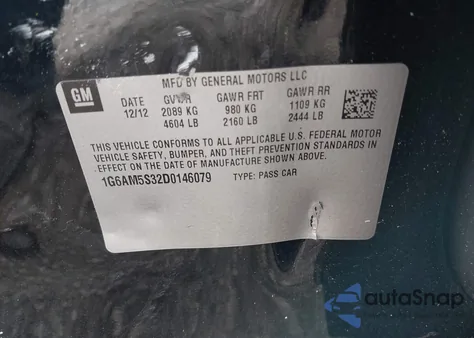 GM
MFD BY GENERAL MOTORS LLC
DATE GVWR GAWR FRT GAWR RR
12/12 2089 KG 980 KG 1109 KG
4604 LB 2160 LB 2444 LB
THIS VEHICLE CONFORMS TO ALL APPLICABLE U.S. FEDERAL MOTOR
VEHICLE SAFETY, BUMPER, AND THEFT PREVENTION STANDARDS IN
EFFECT ON THE DATE OF MANUFACTURE SHOWN ABOVE.
1G6AM5S32D0146079 TYPE: PASS CAR
autoSnap